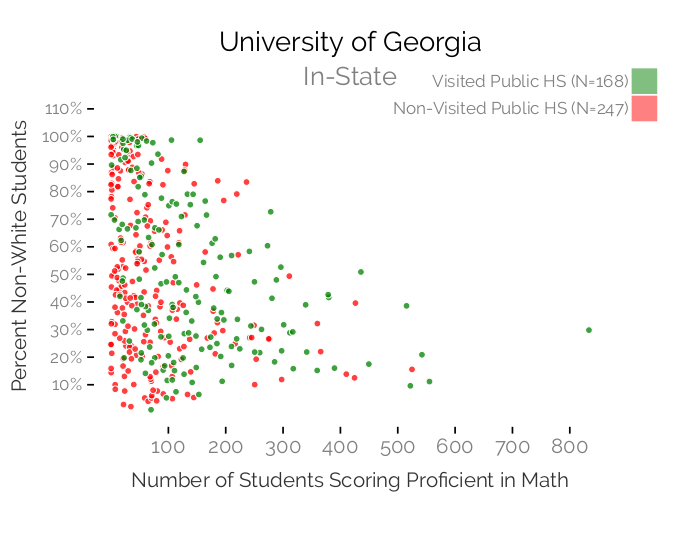 University of Georgia
In-State
Visited Public HS (N=168)
Non-Visited Public HS (N=247)
Percent Non-White Students
110%
100%
90%
80%
70%
60%
50%
40%
30%
20%
10%
100 200 300 400 500 600 700 800
Number of Students Scoring Proficient in Math